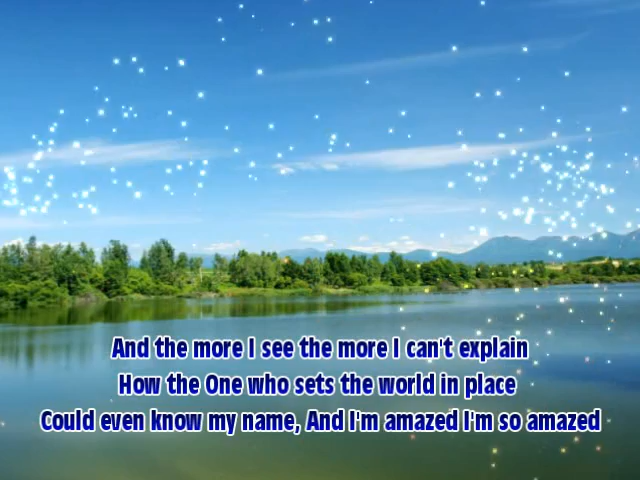 And the more I see the more I can't explain
How the One who sets the world in place
Could even know my name, And I'm amazed I'm so amazed